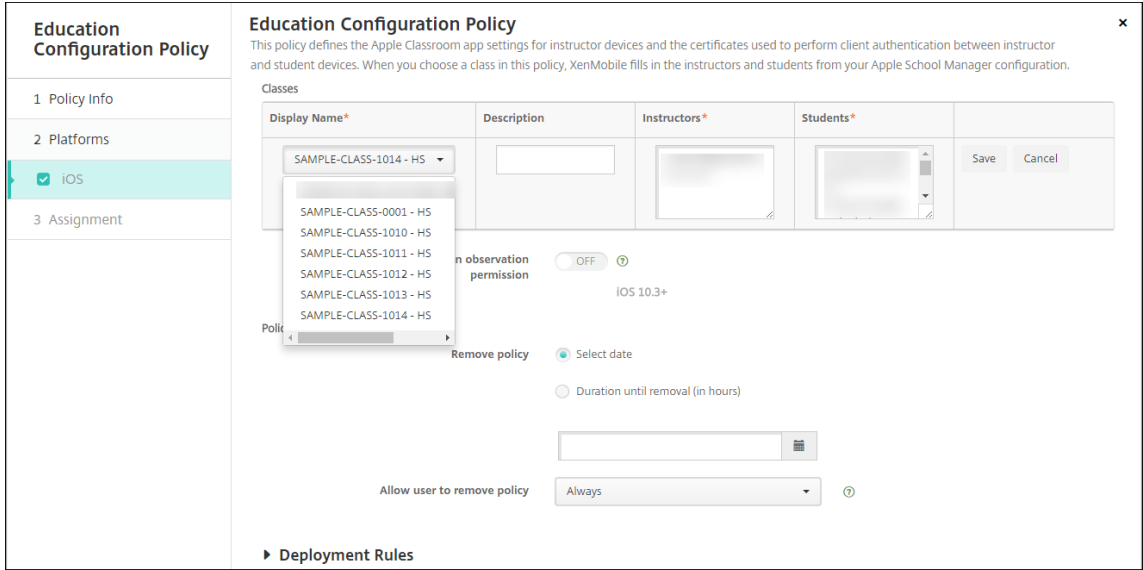 Education
Configuration Policy
1 Policy Info
2 Platforms
iOS
3 Assignment
Education Configuration Policy
×
This policy defines the Apple Classroom app settings for instructor devices and the certificates used to perform client authentication between instructor
and student devices. When you choose a class in this policy, XenMobile fills in the instructors and students from your Apple School Manager configuration.
Classes
Display Name* Description Instructors* Students*
SAMPLE-CLASS-1014 - HS Save Cancel
SAMPLE-CLASS-0001 - HS
SAMPLE-CLASS-1010 - HS
SAMPLE-CLASS-1011 - HS
SAMPLE-CLASS-1012 - HS
SAMPLE-CLASS-1013 - HS
SAMPLE-CLASS-1014 - HS
n observation
permission
OFF ?
iOS 10.3+
Polic
Remove policy Select date
Duration until removal (in hours)
Allow user to remove policy Always ?
Deployment Rules